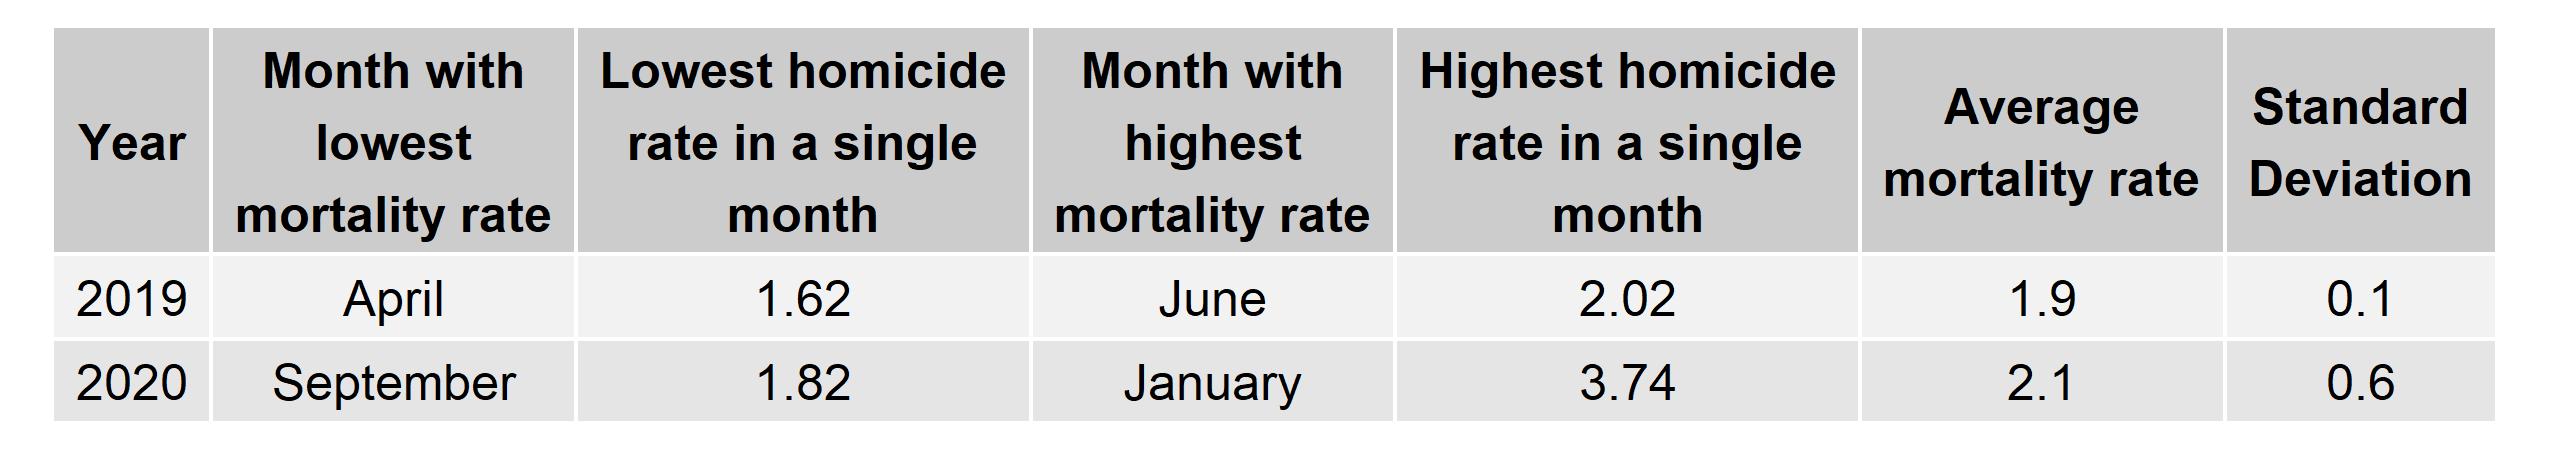 Year
Month with
lowest
mortality rate
Lowest homicide
rate in a single
month
Month with
highest
mortality rate
Highest homicide
rate in a single
month
Average
mortality rate
Standard
Deviation
2019 April 1.62 June 2.02 1.9 0.1
2020 September 1.82 January 3.74 2.1 0.6